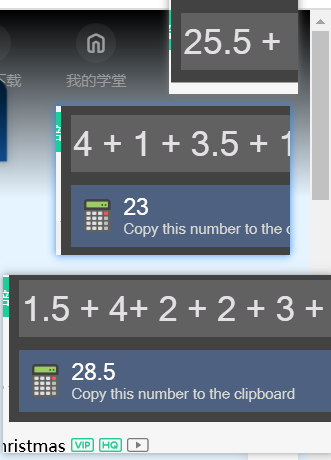 25.5 +
下载
我的学堂
4 + 1 + 3.5 + 1
23
Copy this number to the c
1.5 + 4+ 2 + 2 + 3 +
28.5
Copy this number to the clipboard
hristmas VIP HQ